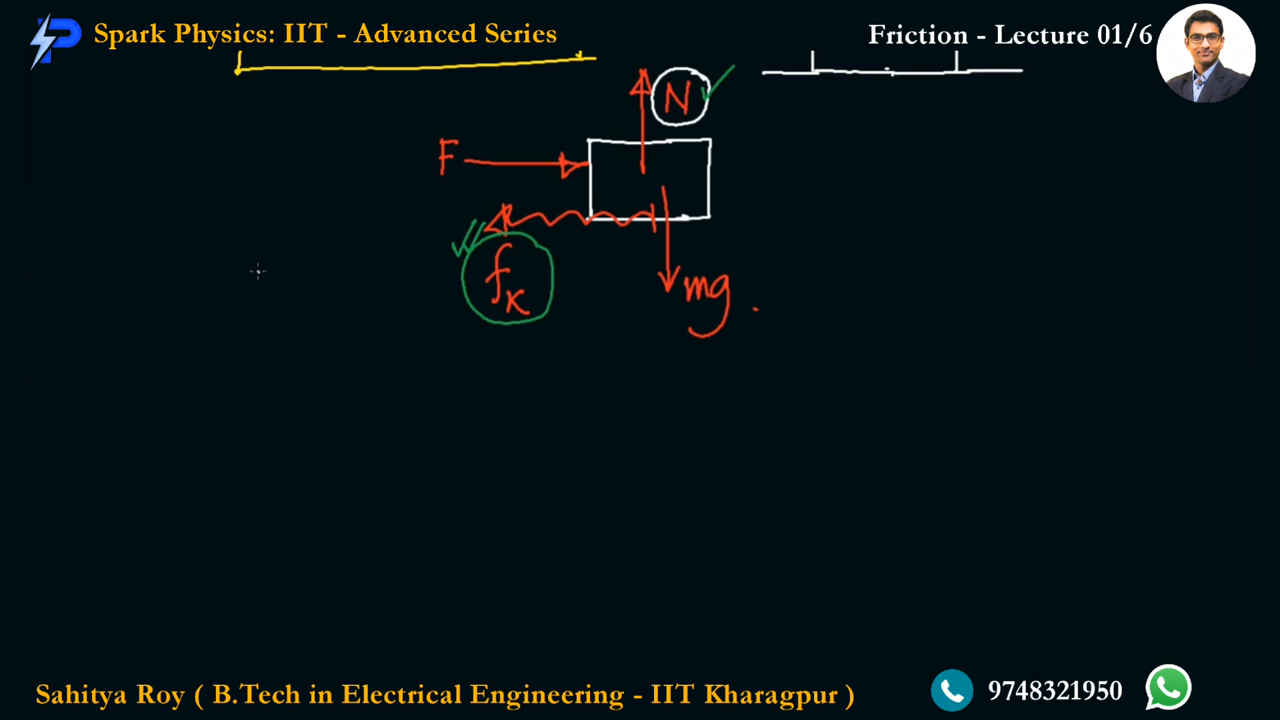 Spark Physics: IIT - Advanced Series
Friction - Lecture 01/6
N
F
fK
mg.
Sahitya Roy ( B.Tech in Electrical Engineering - IIT Kharagpur )
9748321950